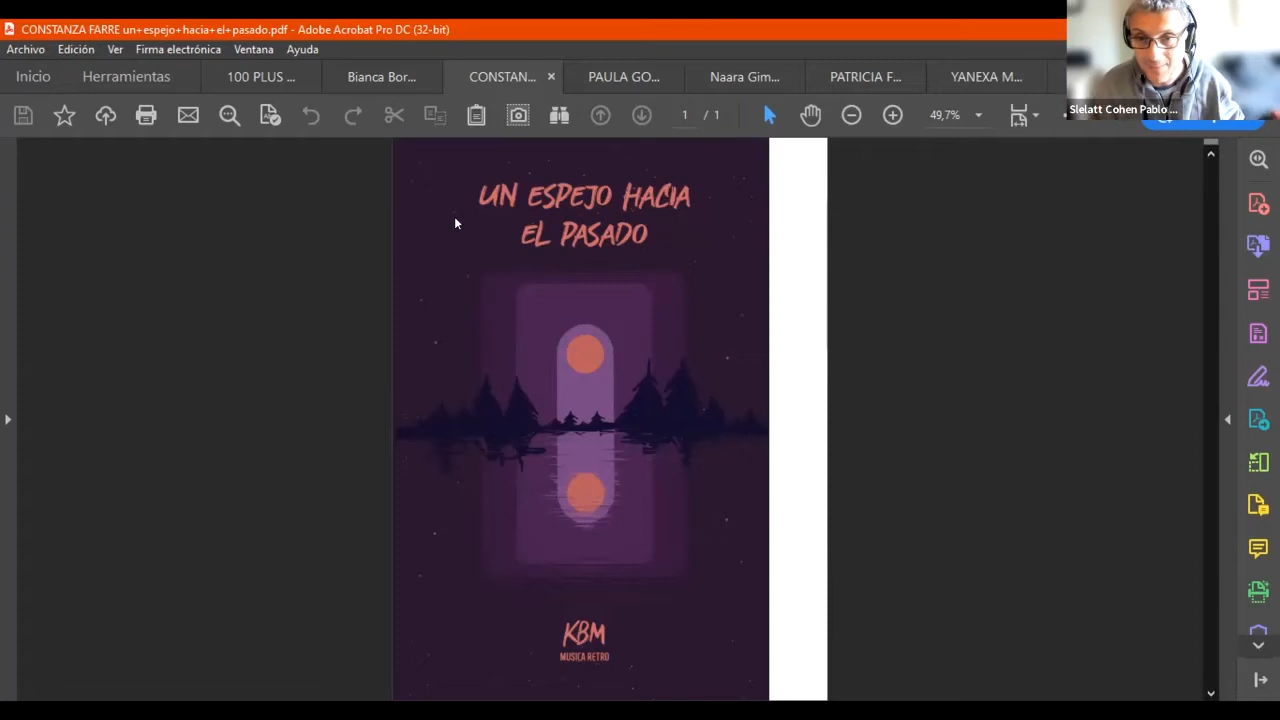 CONSTANZA FARRE un+espejo+hacia+el+pasado.pdf - Adobe Acrobat Pro DC (32-bit)
Archivo Edición Ver Firma electrónica Ventana Ayuda
Inicio Herramientas 100 PLUS ... Bianca Bor... CONSTAN... × PAULA GO... Naara Gim... PATRICIA F... YANEXA M...
1 / 1 49,7%
Slelatt Cohen Pablo ...
UN ESPEJO HACIA
EL PASADO
KBM
MUSICA RETRO